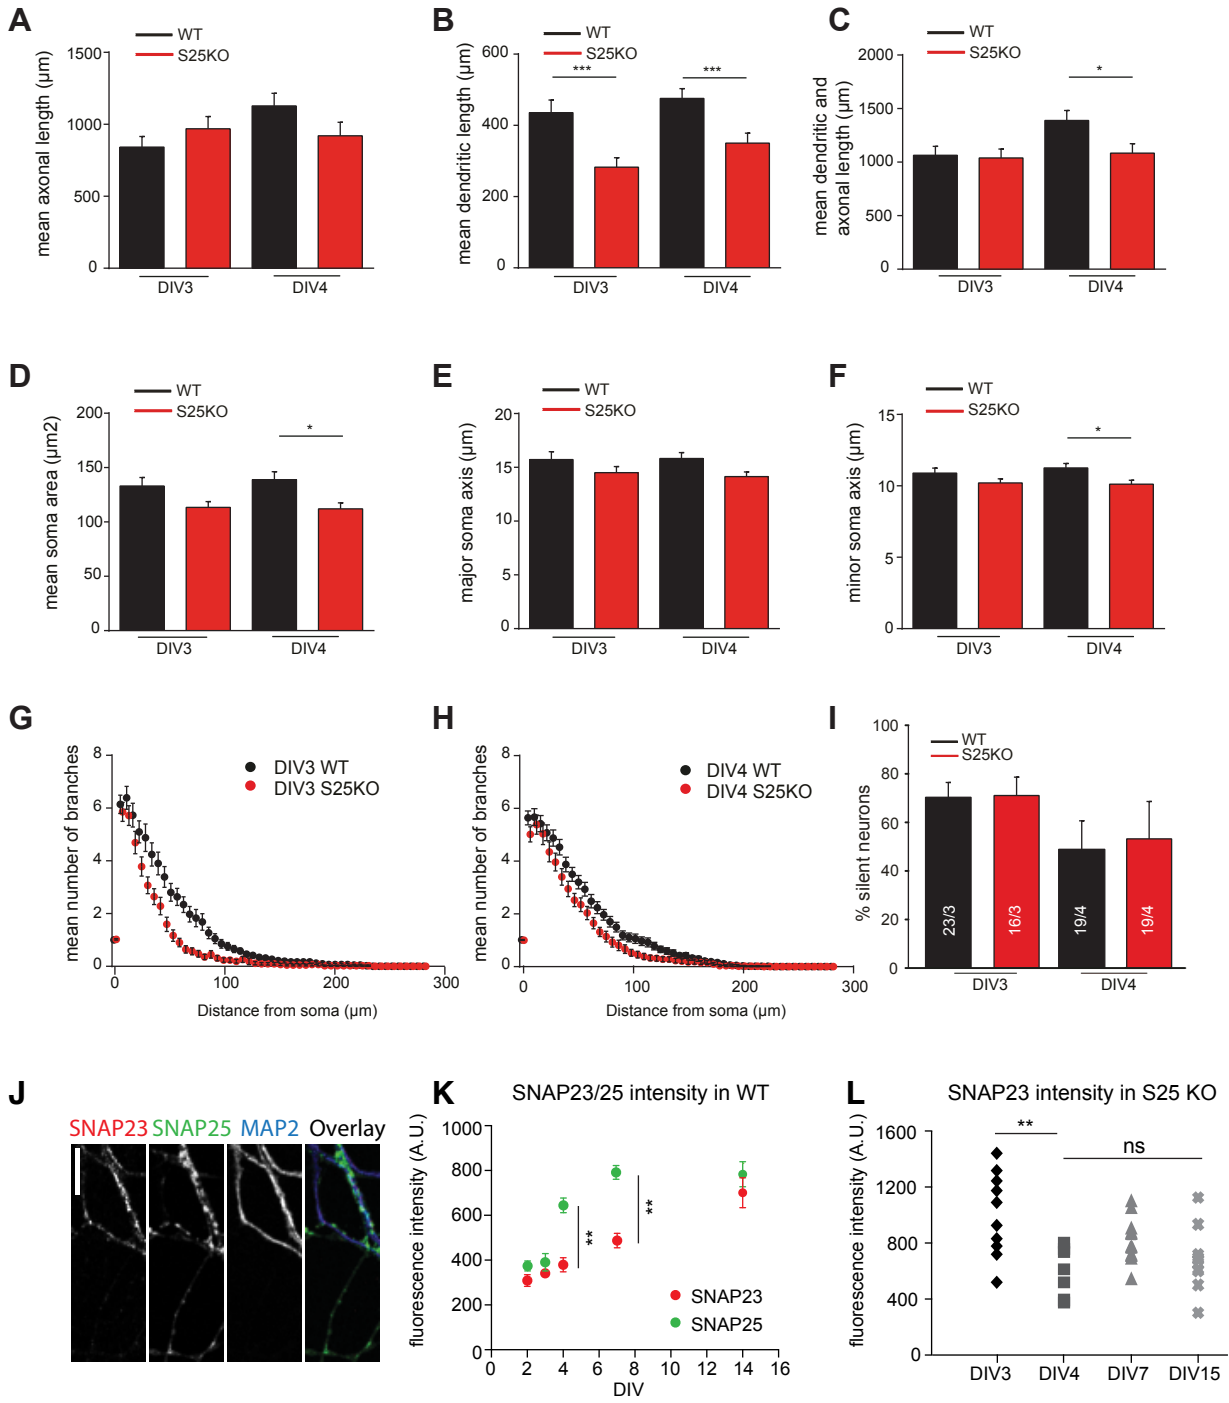 A
WT
S25KO
mean axonal length (µm)
1500
1000
500
0
DIV3
DIV4
B
WT
S25KO
mean dendritic length (µm)
600
400
200
0
***
***
DIV3
DIV4
C
WT
S25KO
mean dendritic and
axonal length (µm)
2000
1500
1000
500
0
*
DIV3
DIV4
D
WT
S25KO
mean soma area (µm2)
200
150
100
50
0
*
DIV3
DIV4
E
WT
S25KO
major soma axis (µm)
20
15
10
5
0
DIV3
DIV4
F
WT
S25KO
minor soma axis (µm)
15
10
5
0
*
DIV3
DIV4
G
mean number of branches
8
6
4
2
0
DIV3 WT
DIV3 S25KO
0
100
200
300
Distance from soma (µm)
H
mean number of branches
8
6
4
2
0
DIV4 WT
DIV4 S25KO
0
100
200
300
Distance from soma (µm)
I
% silent neurons
100
80
60
40
20
0
WT
S25KO
23/3
16/3
19/4
19/4
DIV3
DIV4
J
SNAP23 SNAP25 MAP2 Overlay
K
SNAP23/25 intensity in WT
fluorescence intensity (A.U.)
1000
800
600
400
200
0
**
**
SNAP23
SNAP25
0 2 4 6 8 10 12 14 16
DIV
L
SNAP23 intensity in S25 KO
fluorescence intensity (A.U.)
1600
1200
800
400
0
**
ns
DIV3 DIV4 DIV7 DIV15